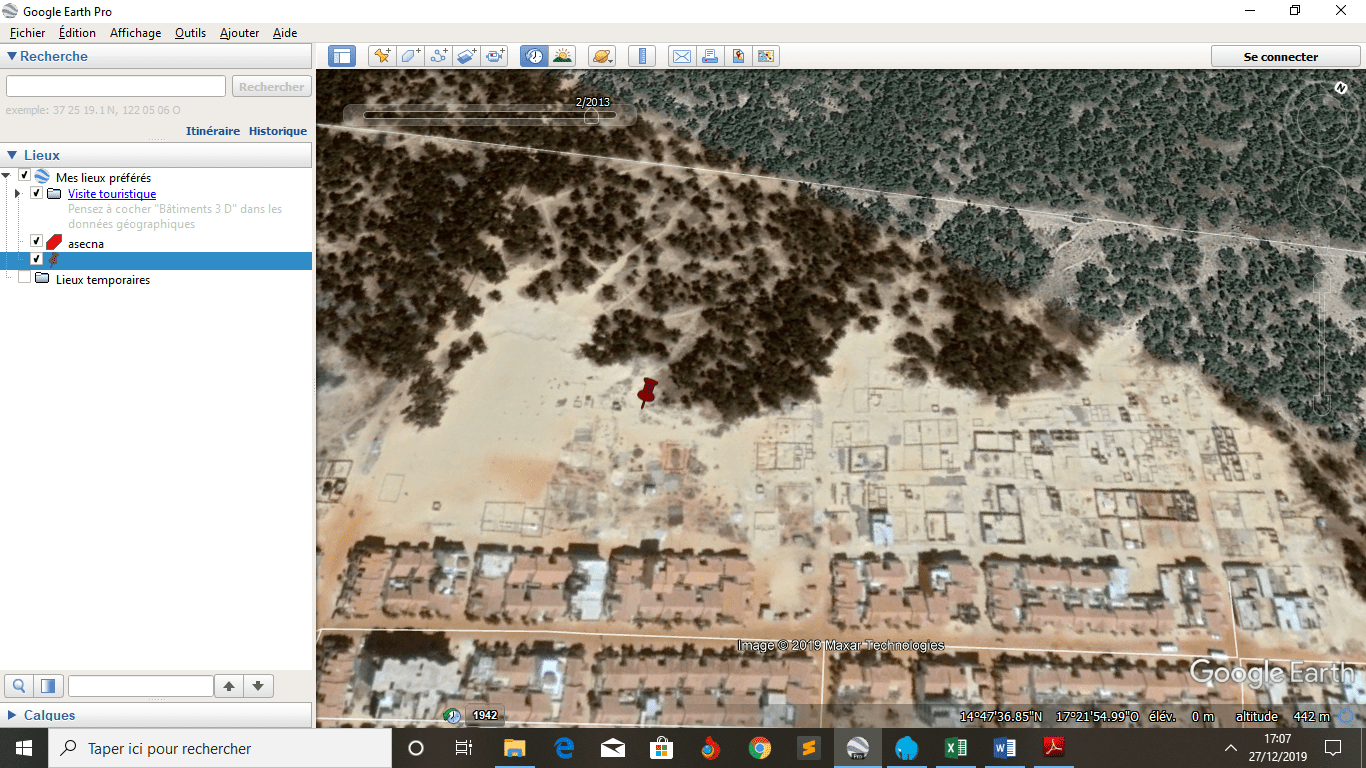 Google Earth Pro
Fichier Édition Affichage Outils Ajouter Aide
Recherche
Se connecter
Rechercher
exemple: 37 25 19.1 N, 122 05 06 O
Itinéraire Historique
Lieux
Mes lieux préférés
Visite touristique
Pensez à cocher "Bâtiments 3 D" dans les
données géographiques
asecna
Lieux temporaires
2/2013
N
Image © 2019 Maxar Technologies
Google Earth
Calques
1942
14°47'36.85"N 17°21'54.99"O élév. 0 m altitude 442 m
Taper ici pour rechercher
Pro
17:07
27/12/2019